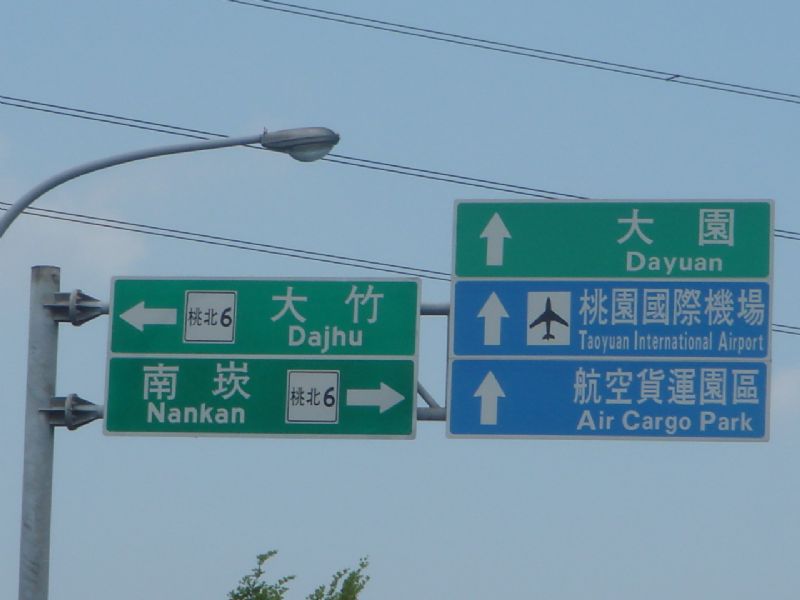 桃北6 大竹
Dajhu
南崁 桃北6
Nankan
大園
Dayuan
桃園國際機場
Taoyuan International Airport
航空貨運園區
Air Cargo Park